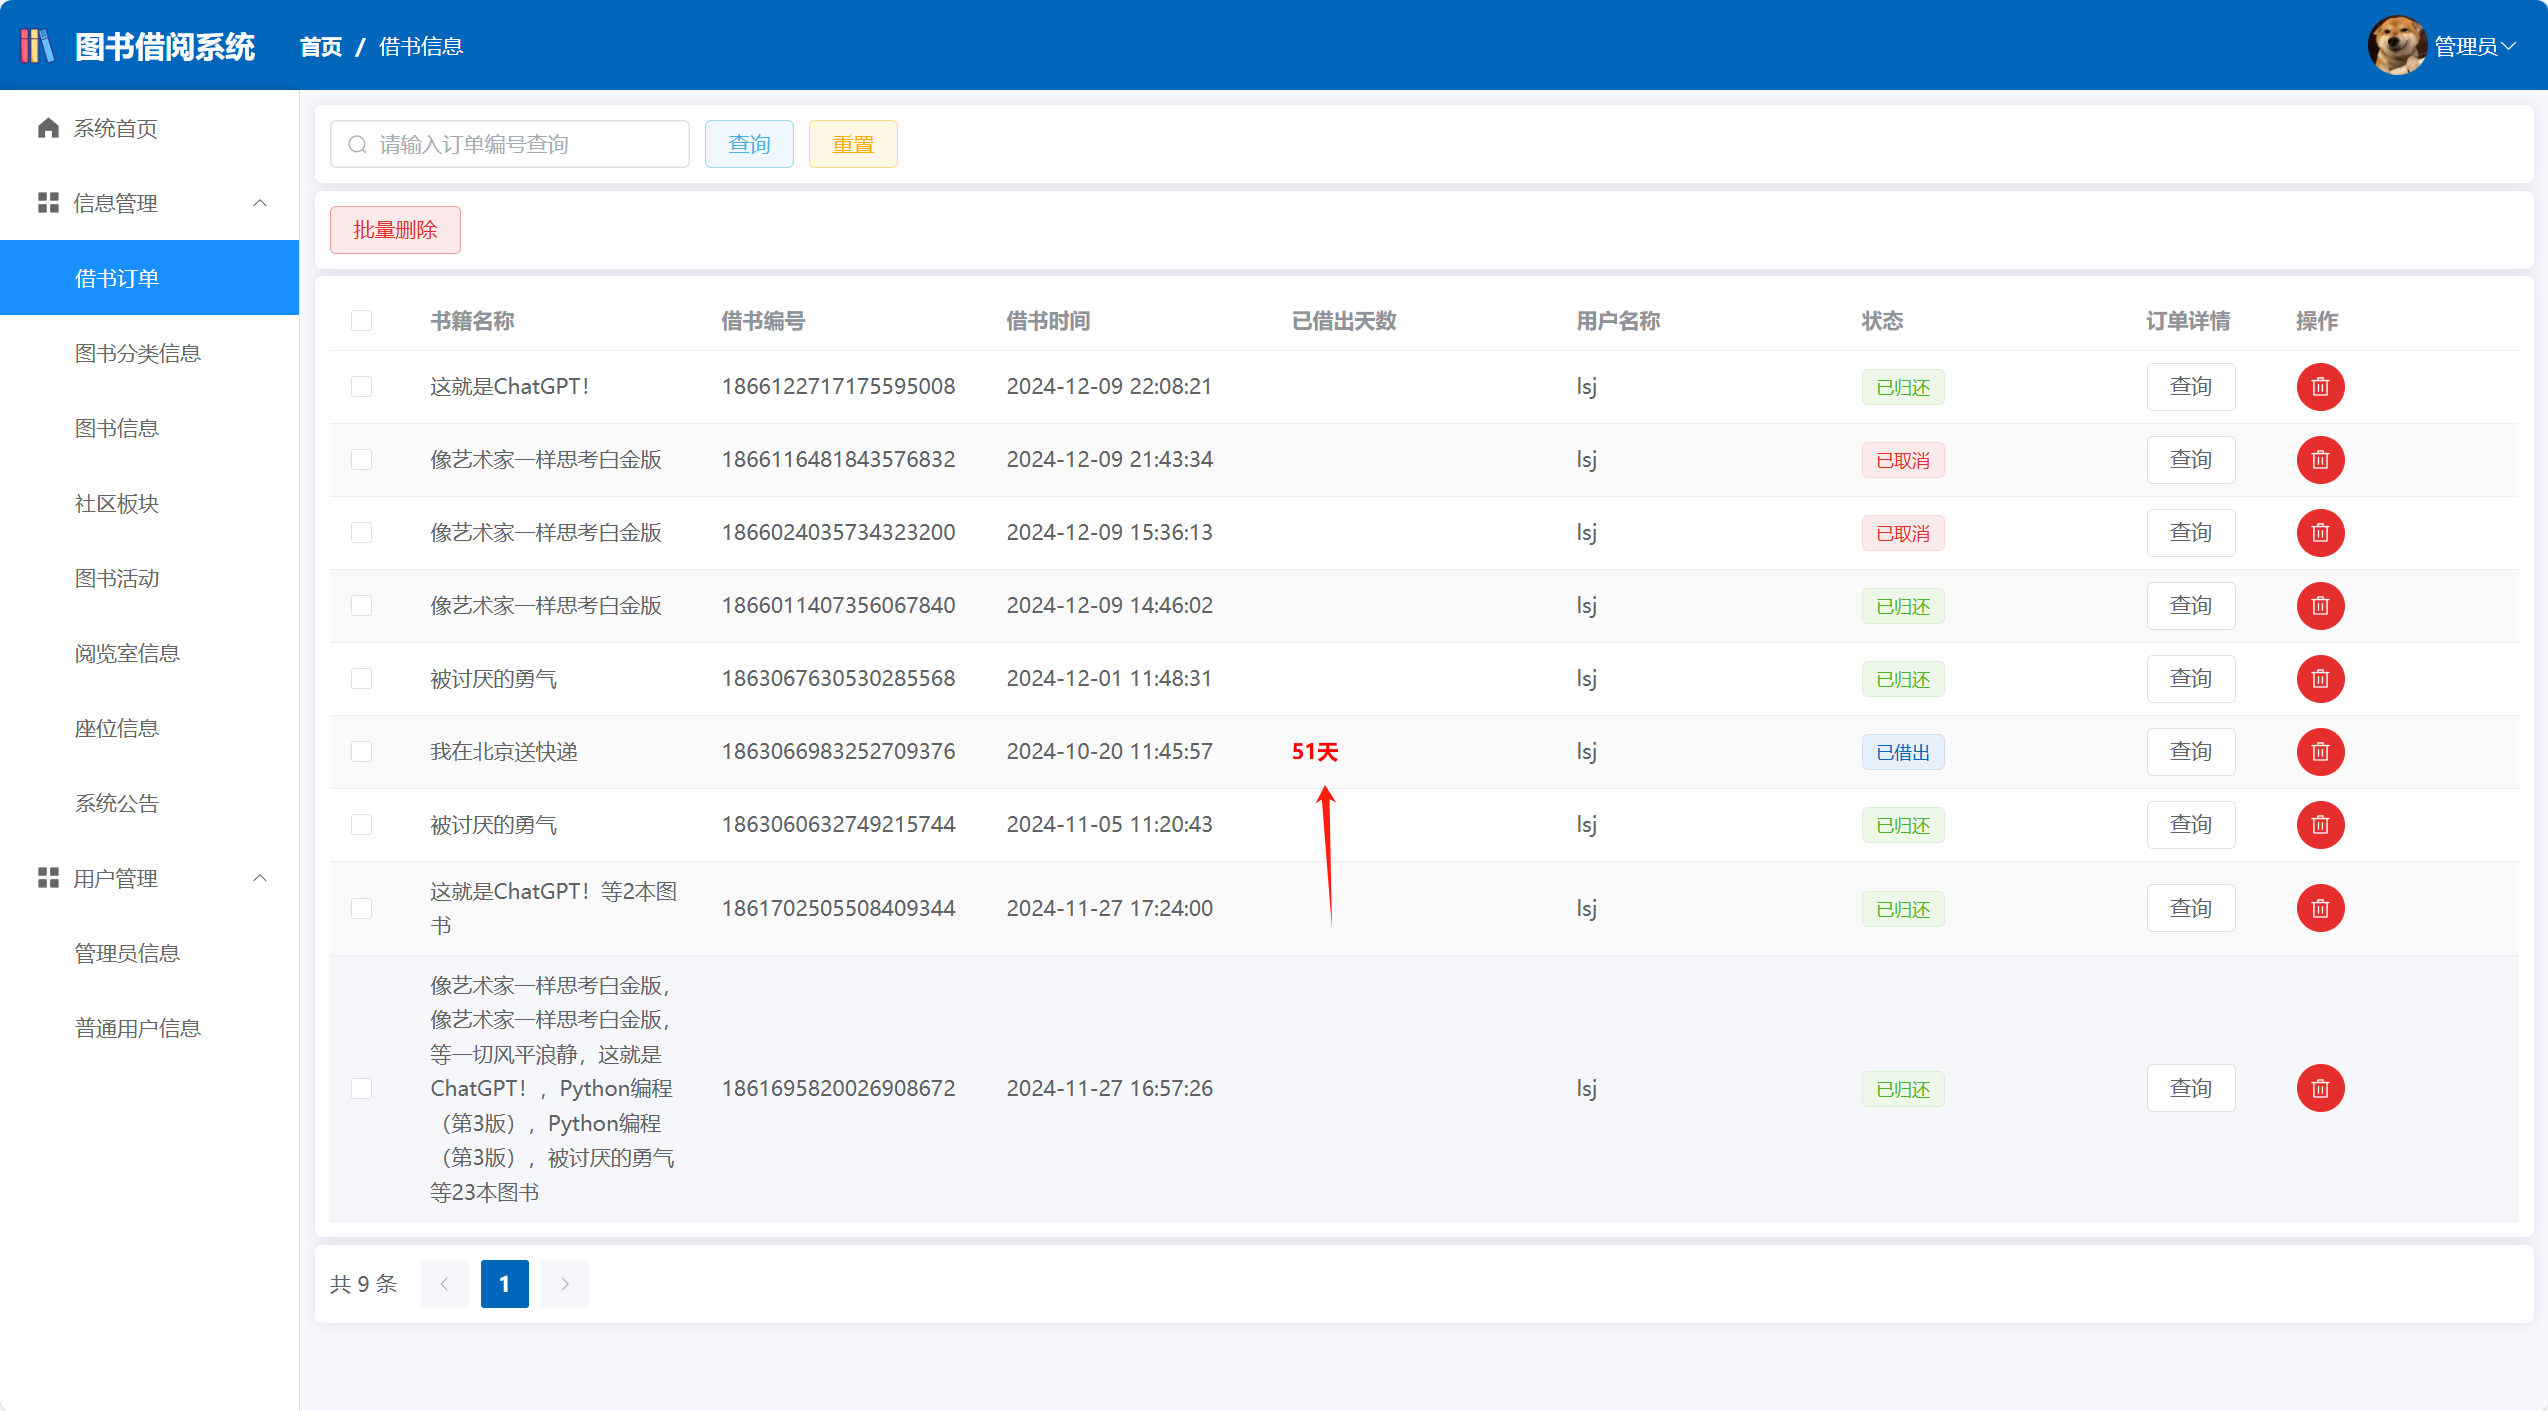 图书借阅系统
首页 / 借书信息
管理员
系统首页
信息管理
借书订单
图书分类信息
图书信息
社区板块
图书活动
阅览室信息
座位信息
系统公告
用户管理
管理员信息
普通用户信息
请输入订单编号查询 查询 重置
批量删除
书籍名称 借书编号 借书时间 已借出天数 用户名称 状态 订单详情 操作
这就是ChatGPT! 1866122717175595008 2024-12-09 22:08:21 lsj 已归还 查询
像艺术家一样思考白金版 1866116481843576832 2024-12-09 21:43:34 lsj 已取消 查询
像艺术家一样思考白金版 1866024035734323200 2024-12-09 15:36:13 lsj 已取消 查询
像艺术家一样思考白金版 1866011407356067840 2024-12-09 14:46:02 lsj 已归还 查询
被讨厌的勇气 1863067630530285568 2024-12-01 11:48:31 lsj 已归还 查询
我在北京送快递 1863066983252709376 2024-10-20 11:45:57 51天 lsj 已借出 查询
被讨厌的勇气 1863060632749215744 2024-11-05 11:20:43 lsj 已归还 查询
这就是ChatGPT！等2本图
书
1861702505508409344 2024-11-27 17:24:00 lsj 已归还 查询
像艺术家一样思考白金版，
像艺术家一样思考白金版，
等一切风平浪静，这就是
ChatGPT！，Python编程
（第3版），Python编程
（第3版），被讨厌的勇气
等23本图书
1861695820026908672 2024-11-27 16:57:26 lsj 已归还 查询
共 9 条 1